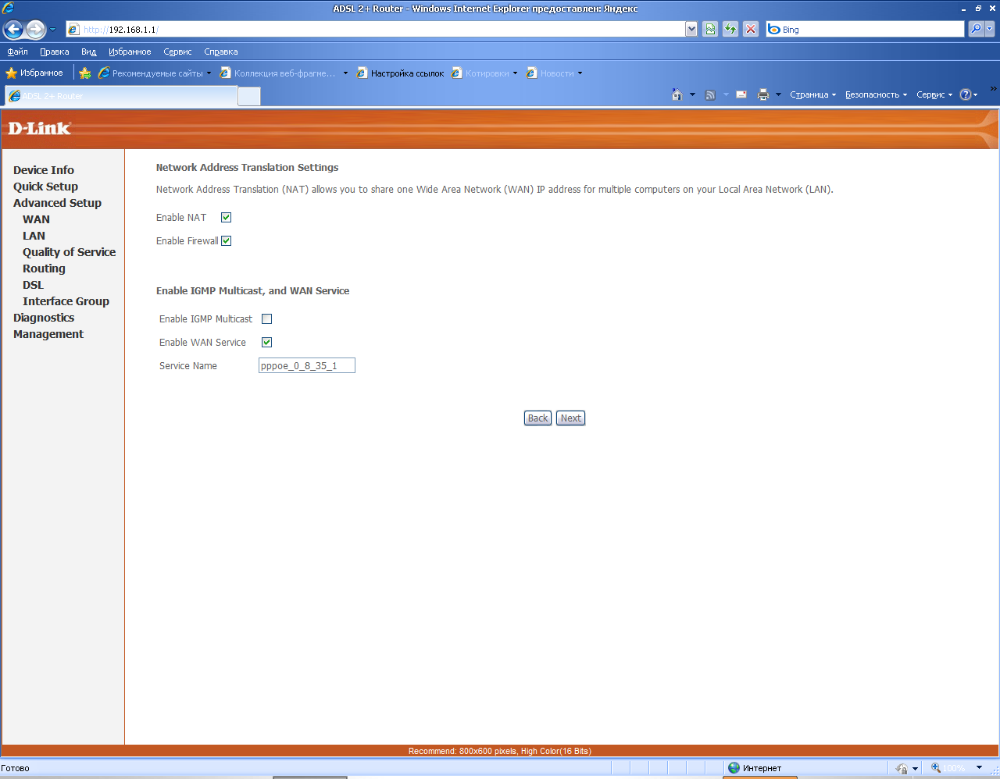 ADSL 2+ Router - Windows Internet Explorer предоставлен: Яндекс
http://192.168.1.1/
Bing
Файл Правка Вид Избранное Сервис Справка
Избранное Рекомендуемые сайты Коллекция веб-фрагме... Настройка ссылок Котировки Новости
ADSL 2+ Router
Страница Безопасность Сервис
D-Link
Device Info
Quick Setup
Advanced Setup
WAN
LAN
Quality of Service
Routing
DSL
Interface Group
Diagnostics
Management
Network Address Translation Settings
Network Address Translation (NAT) allows you to share one Wide Area Network (WAN) IP address for multiple computers on your Local Area Network (LAN).
Enable NAT
Enable Firewall
Enable IGMP Multicast, and WAN Service
Enable IGMP Multicast
Enable WAN Service
Service Name pppoe_0_8_35_1
Back Next
Recommend: 800x600 pixels, High Color(16 Bits)
Готово Интернет 100%